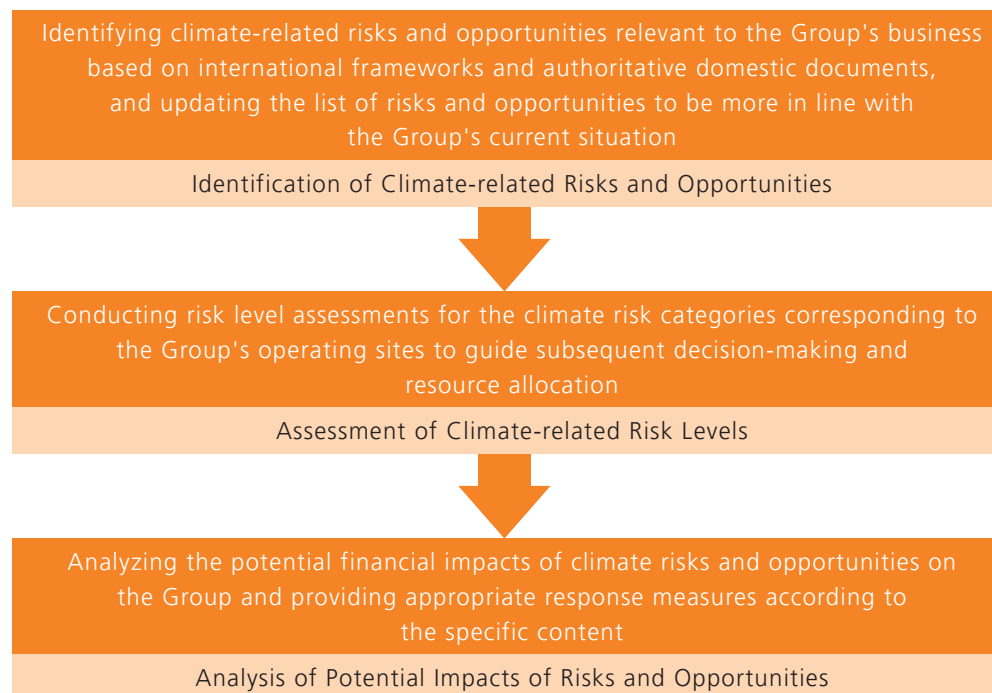 Identifying climate-related risks and opportunities relevant to the Group's business
based on international frameworks and authoritative domestic documents,
and updating the list of risks and opportunities to be more in line with
the Group's current situation
Identification of Climate-related Risks and Opportunities
Conducting risk level assessments for the climate risk categories corresponding to
the Group's operating sites to guide subsequent decision-making and
resource allocation
Assessment of Climate-related Risk Levels
Analyzing the potential financial impacts of climate risks and opportunities on
the Group and providing appropriate response measures according to
the specific content
Analysis of Potential Impacts of Risks and Opportunities